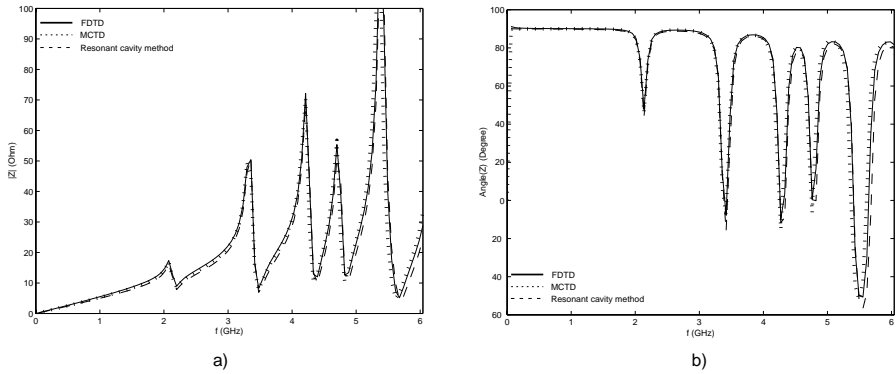 100
90
80
70
60
50
40
30
20
10
0
|Z| (Ohm)
FDTD
MCTD
Resonant cavity method
0 1 2 3 4 5 6
f (GHz)
a)
100
80
60
40
20
0
20
40
60
Angle(Z) (Degree)
FDTD
MCTD
Resonant cavity method
0 1 2 3 4 5 6
f (GHz)
b)